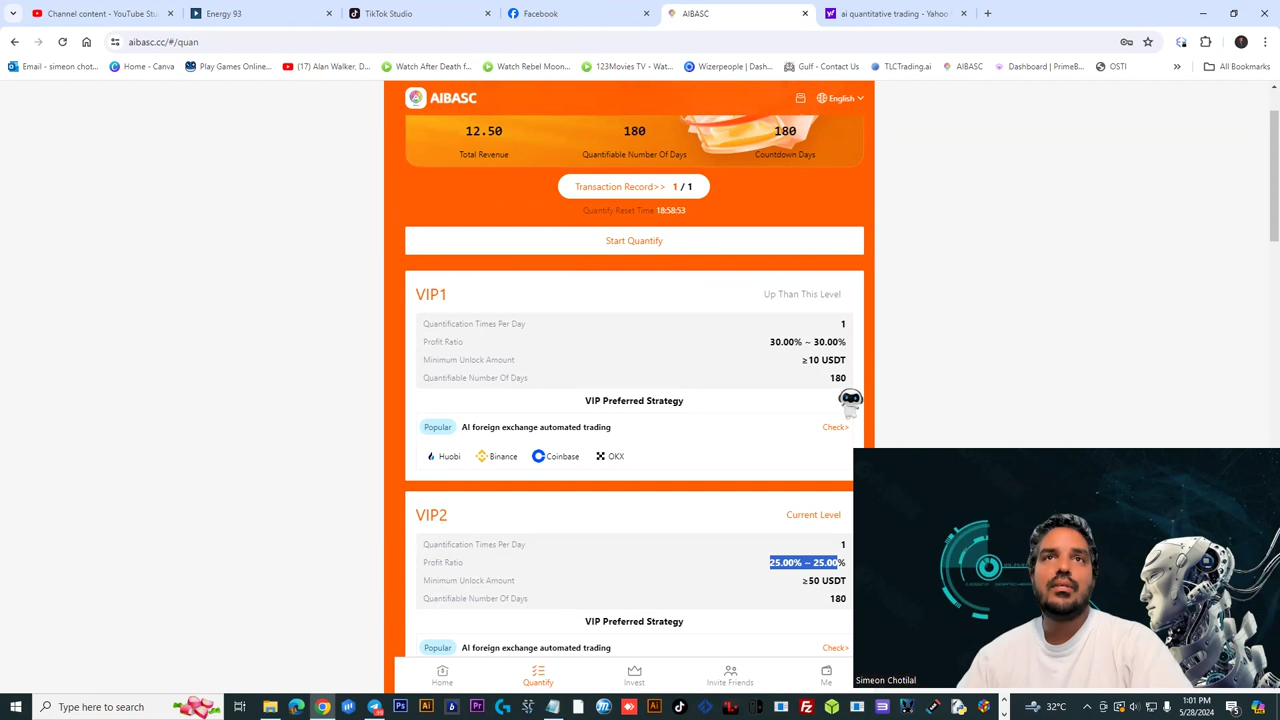 Channel content - YouTube St
Energy 93
TikTok Studio
Facebook
AIBASC
ai quantitative trading - Yahoo
aibasc.cc/#/quan
Email - simeon chot...
Home - Canva
Play Games Online...
(17) Alan Walker, D...
Watch After Death f...
Watch Rebel Moon...
123Movies TV - Wat...
Wizerpeople | Dash...
Gulf - Contact Us
TLCTrading.ai
AIBASC
Dashboard | PrimeB...
OSTI
All Bookmarks
AIBASC
English
12.50
180
180
Total Revenue
Quantifiable Number Of Days
Countdown Days
Transaction Record>> 1 / 1
Quantify Reset Time 18:58:53
Start Quantify
VIP1
Up Than This Level
Quantification Times Per Day
1
Profit Ratio
30.00% ~ 30.00%
Minimum Unlock Amount
≥10 USDT
Quantifiable Number Of Days
180
VIP Preferred Strategy
Popular
AI foreign exchange automated trading
Check>
Huobi
Binance
Coinbase
OKX
VIP2
Current Level
Quantification Times Per Day
1
Profit Ratio
25.00% ~ 25.00%
Minimum Unlock Amount
≥50 USDT
Quantifiable Number Of Days
180
VIP Preferred Strategy
Popular
AI foreign exchange automated trading
Check>
Home
Quantify
Invest
Invite Friends
Me
Simeon Chotilal
Type here to search
32°C
1:01 PM
5/28/2024